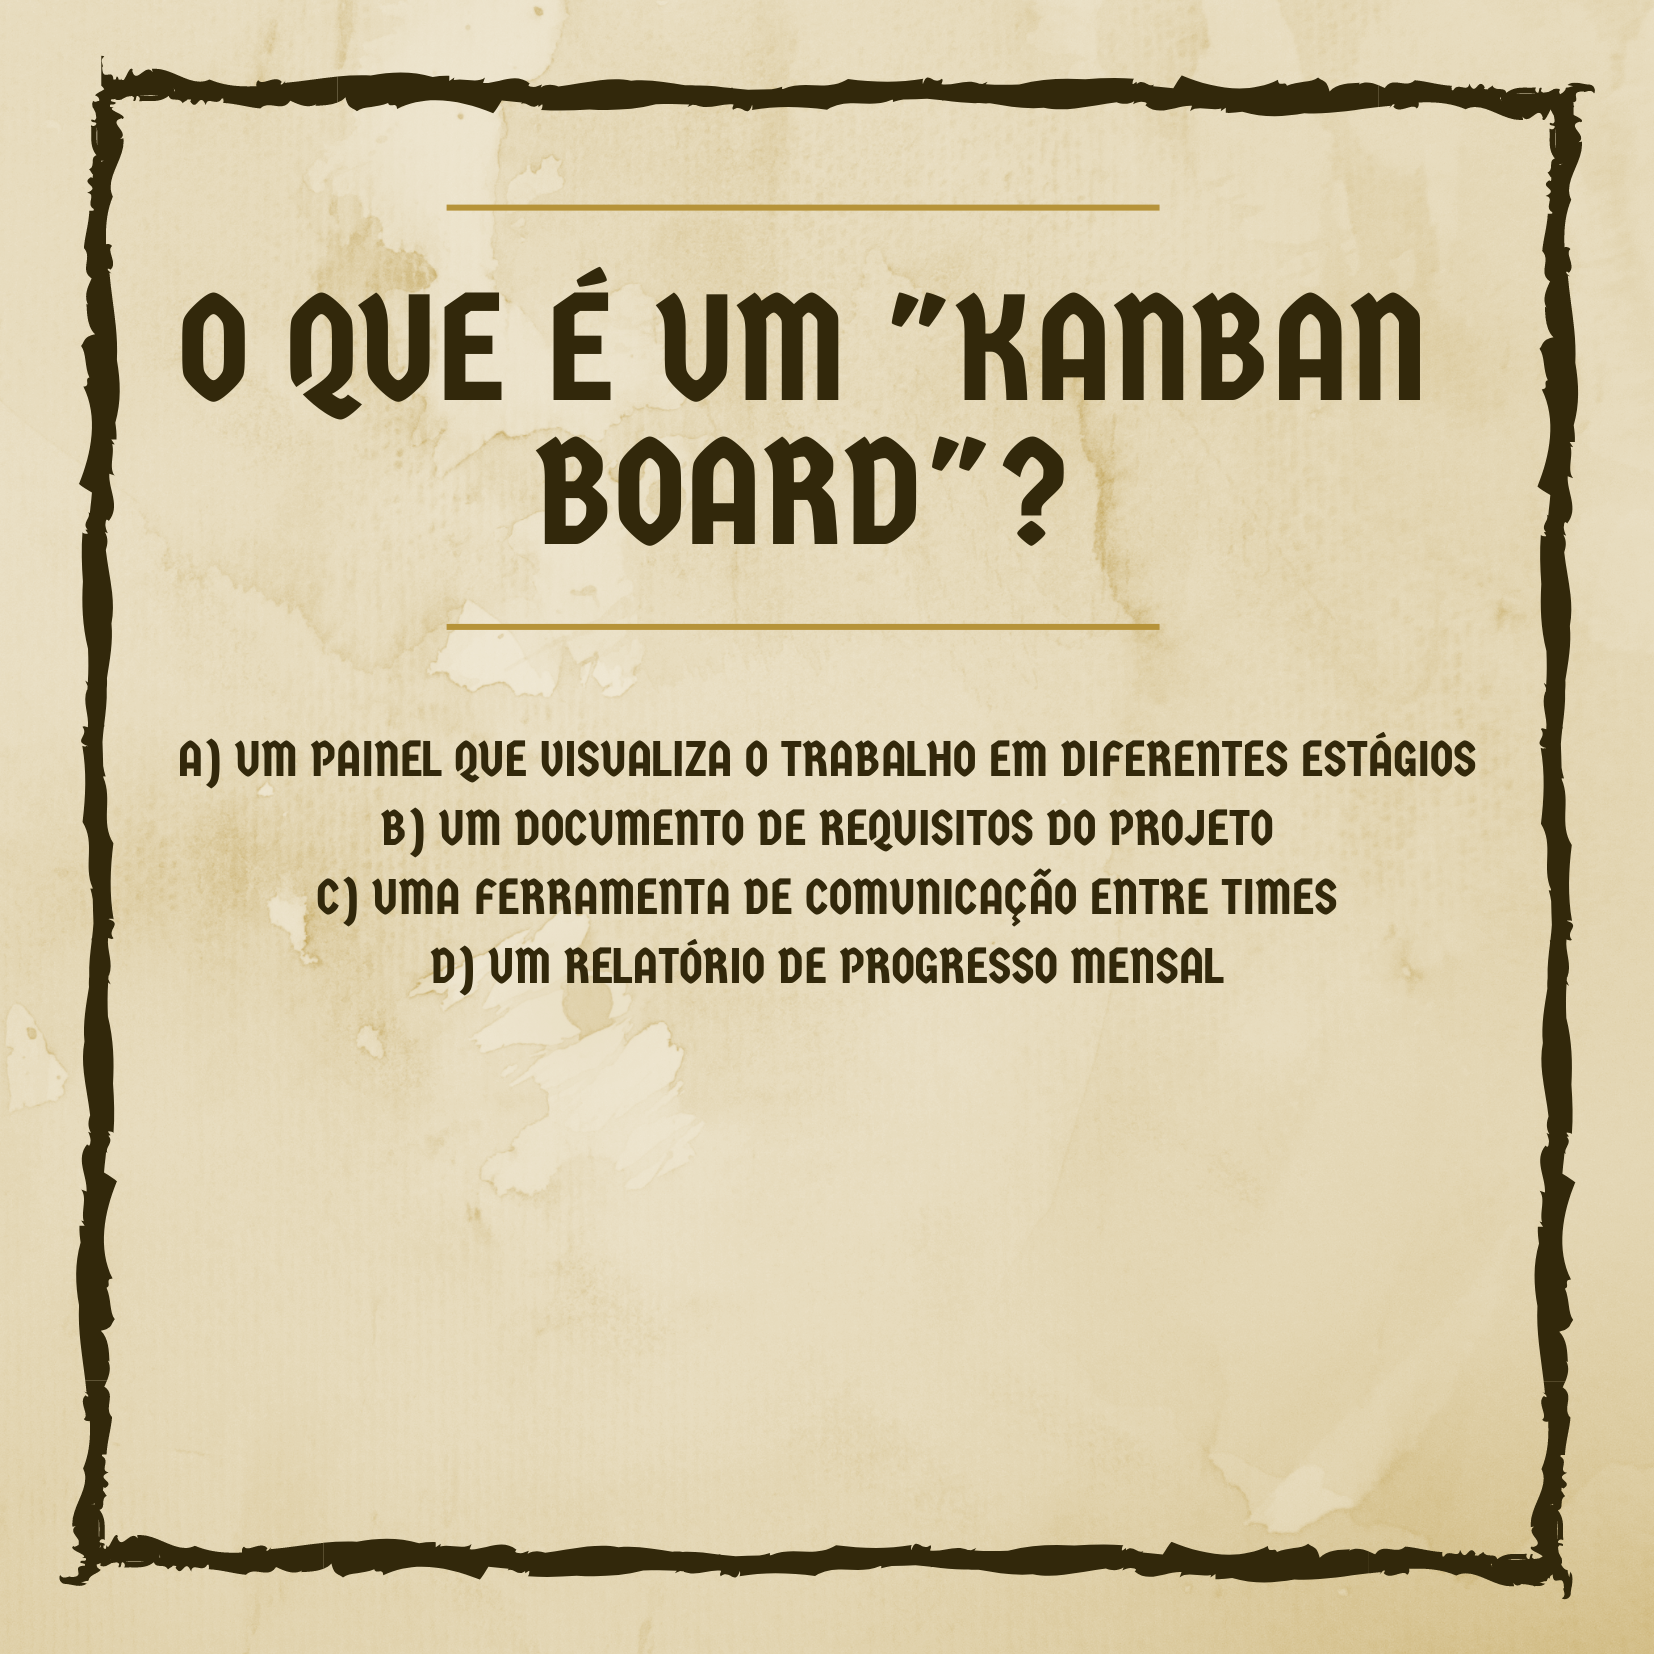 O QUE É UM "KANBAN
BOARD"?
A) UM PAINEL QUE VISUALIZA O TRABALHO EM DIFERENTES ESTÁGIOS
B) UM DOCUMENTO DE REQUISITOS DO PROJETO
C) UMA FERRAMENTA DE COMUNICAÇÃO ENTRE TIMES
D) UM RELATÓRIO DE PROGRESSO MENSAL